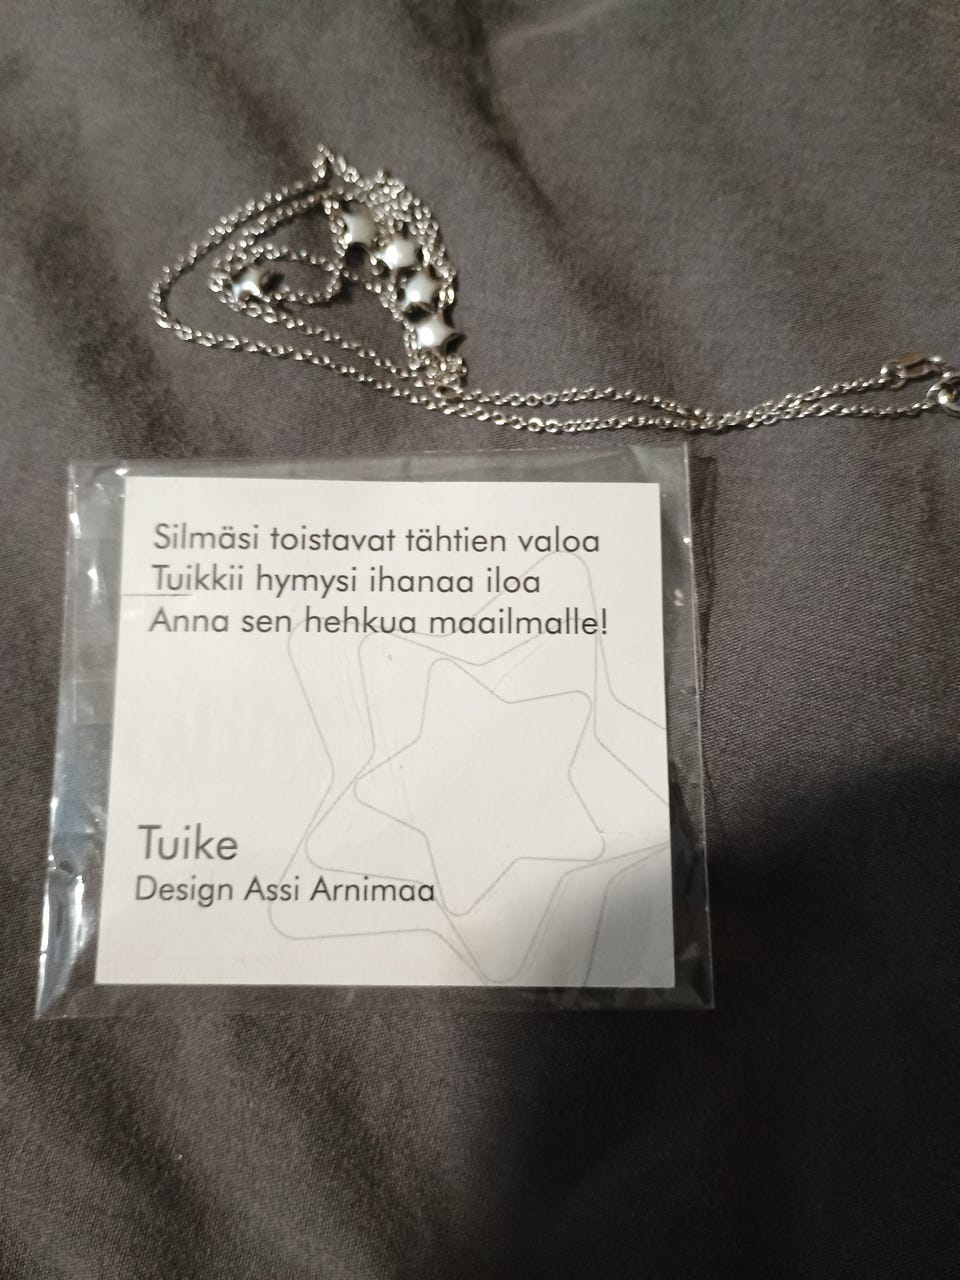 Silmäsi toistavat tähtien valoa
Tuikkii hymysi ihanaa iloa
Anna sen hehkua maailmalle!
Tuike
Design Assi Arnimaa